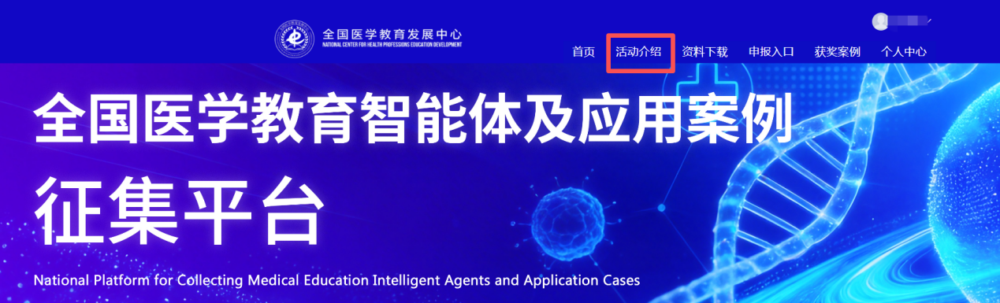 全国医学教育发展中心
NATIONAL CENTER FOR HEALTH PROFESSIONS EDUCATION DEVELOPMENT
首页 活动介绍 资料下载 申报入口 获奖案例 个人中心
全国医学教育智能体及应用案例
征集平台
National Platform for Collecting Medical Education Intelligent Agents and Application Cases